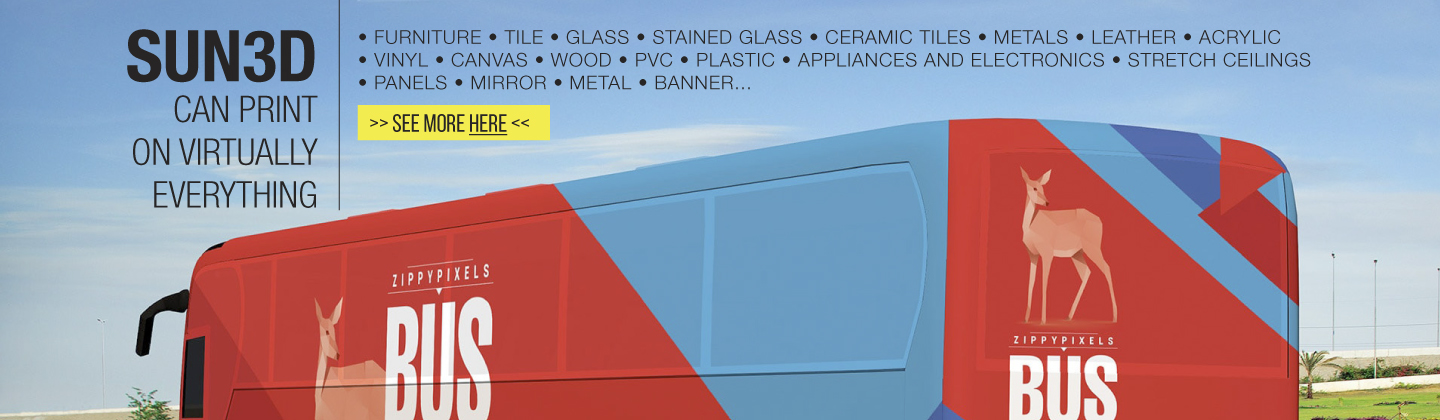 SUN3D
CAN PRINT
ON VIRTUALLY
EVERYTHING
• FURNITURE • TILE • GLASS • STAINED GLASS • CERAMIC TILES • METALS • LEATHER • ACRYLIC
• VINYL • CANVAS • WOOD • PVC • PLASTIC • APPLIANCES AND ELECTRONICS • STRETCH CEILINGS
• PANELS • MIRROR • METAL • BANNER...
>> SEE MORE HERE <<
ZIPPYPIXELS
BUS
ZIPPYPIXELS
BUS